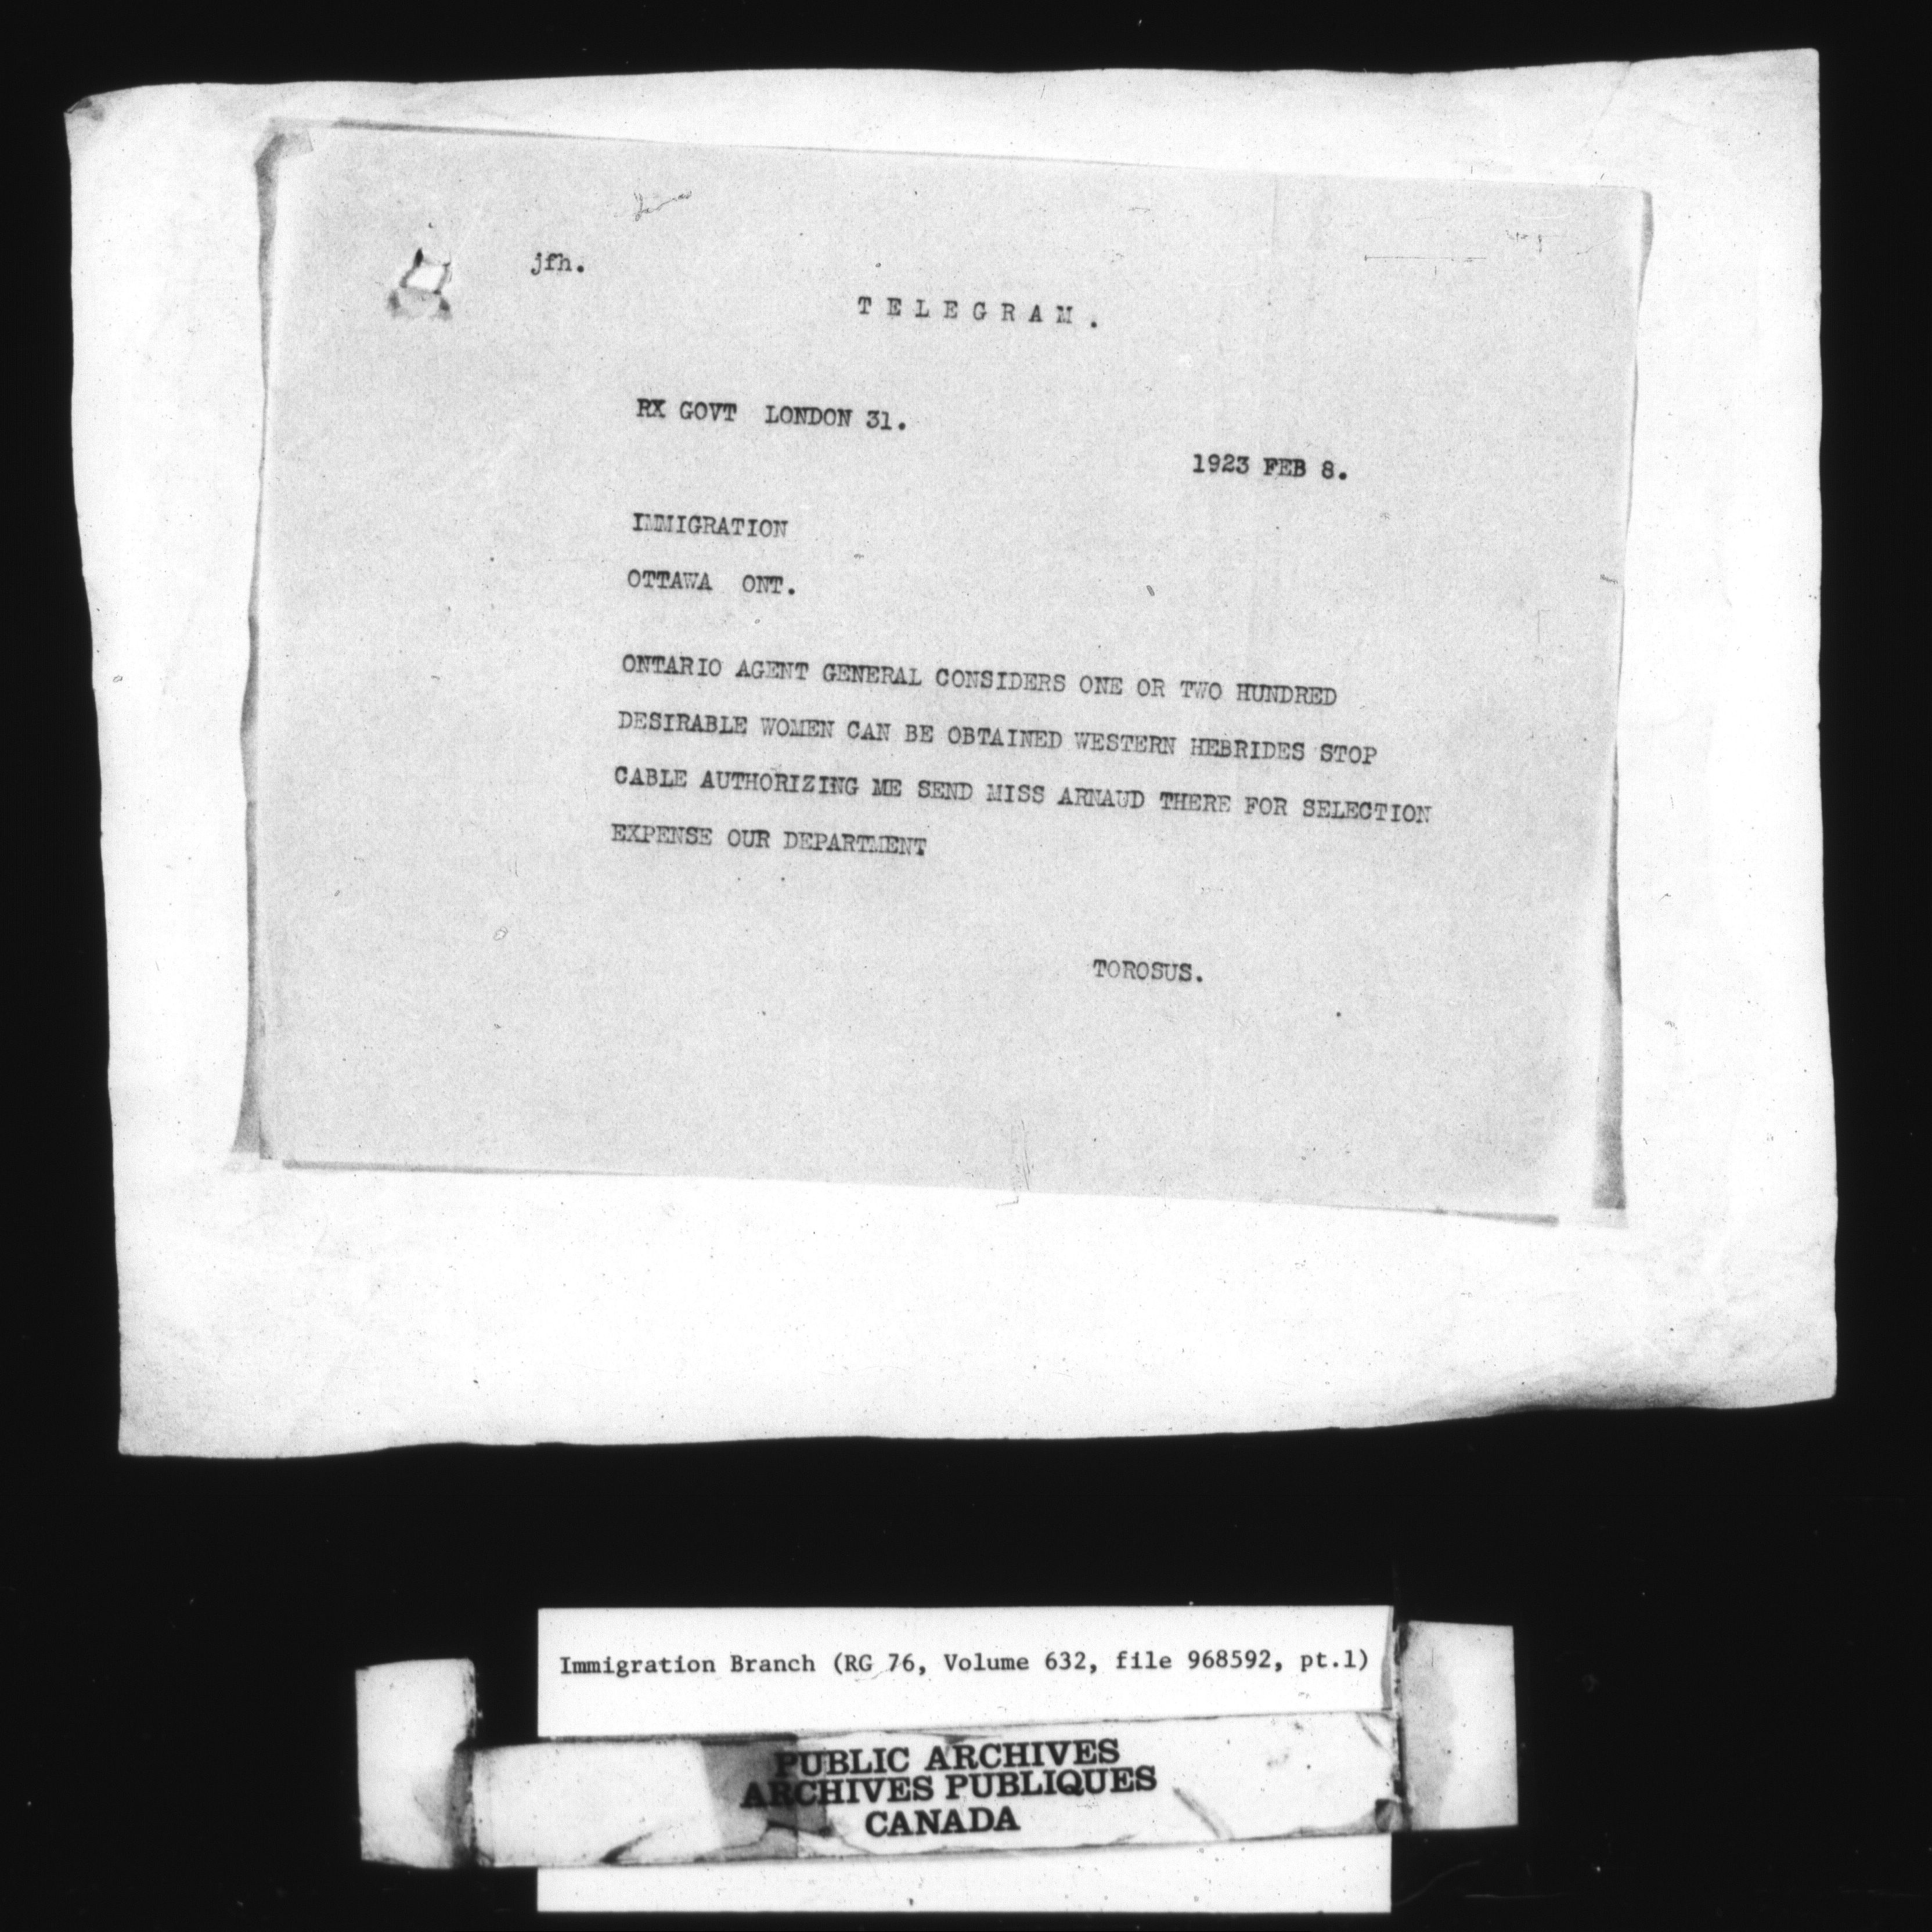 jfh.
TELEGRAM.
RX GOVT LONDON 31.
1923 FEB 8.
IMMIGRATION
OTTAWA ONT.
ONTARIO AGENT GENERAL CONSIDERS ONE OR TWO HUNDRED
DESIRABLE WOMEN CAN BE OBTAINED WESTERN HEBRIDES STOP
CABLE AUTHORIZING ME SEND MISS ARNAUD THERE FOR SELECTION
EXPENSE OUR DEPARTMENT
TOROSUS.
Immigration Branch (RG 76, Volume 632, file 968592, pt.1)
PUBLIC ARCHIVES
ARCHIVES PUBLIQUES
CANADA